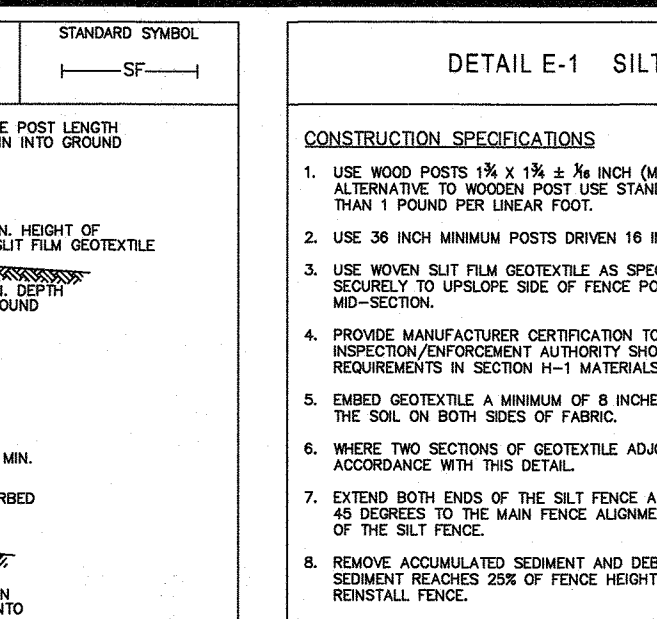 STANDARD SYMBOL
SF
E POST LENGTH
N INTO GROUND
N. HEIGHT OF
SLIT FILM GEOTEXTILE
. DEPTH
OUND
MIN.
RBED
N
NTO
DETAIL E-1 SILT
CONSTRUCTION SPECIFICATIONS
1. USE WOOD POSTS 1¾ X 1¾ ± 1/16 INCH (M
ALTERNATIVE TO WOODEN POST USE STAN
THAN 1 POUND PER LINEAR FOOT.
2. USE 36 INCH MINIMUM POSTS DRIVEN 16 I
3. USE WOVEN SLIT FILM GEOTEXTILE AS SPE
SECURELY TO UPSLOPE SIDE OF FENCE PO
MID-SECTION.
4. PROVIDE MANUFACTURER CERTIFICATION TO
INSPECTION/ENFORCEMENT AUTHORITY SHO
REQUIREMENTS IN SECTION H-1 MATERIALS
5. EMBED GEOTEXTILE A MINIMUM OF 8 INCHE
THE SOIL ON BOTH SIDES OF FABRIC.
6. WHERE TWO SECTIONS OF GEOTEXTILE ADJO
ACCORDANCE WITH THIS DETAIL.
7. EXTEND BOTH ENDS OF THE SILT FENCE A
45 DEGREES TO THE MAIN FENCE ALIGNME
OF THE SILT FENCE.
8. REMOVE ACCUMULATED SEDIMENT AND DEB
SEDIMENT REACHES 25% OF FENCE HEIGHT
REINSTALL FENCE.